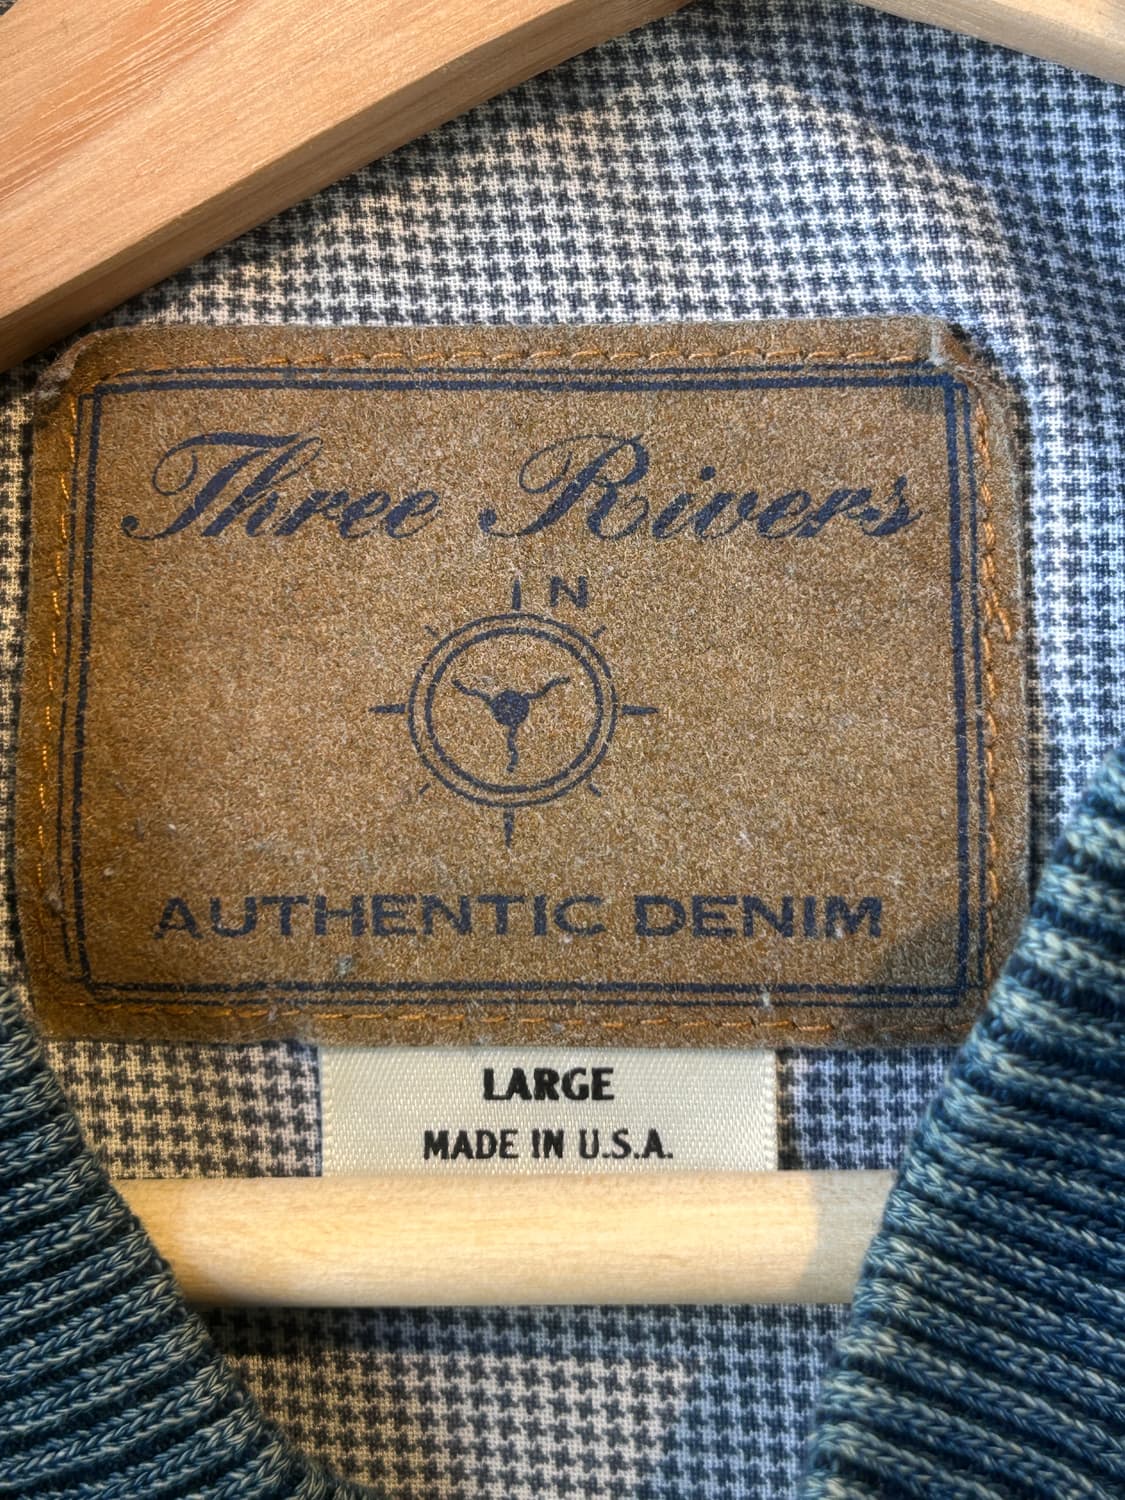 Three Rivers
N
AUTHENTIC DENIM
LARGE
MADE IN U.S.A.